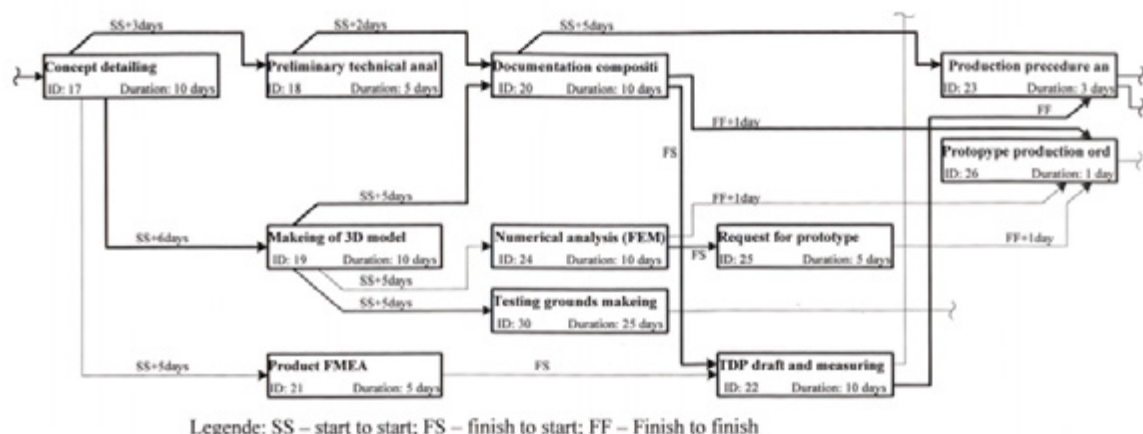 SS+3days
SS+2days
SS+5days
Concept detailing
ID: 17 Duration: 10 days
Preliminary technical anal
ID: 18 Duration: 5 days
Documentation compositi
ID: 20 Duration: 10 days
Production precedure an
ID: 23 Duration: 3 days
FF
FF+1day
FS
Protopype production ord
ID: 26 Duration: 1 day
SS+5days
FF+1day
SS+6days
Makeing of 3D model
ID: 19 Duration: 10 days
Numerical analysis (FEM)
ID: 24 Duration: 10 days
FS
Request for prototype
ID: 25 Duration: 5 days
FF+1day
SS+5days
SS+5days
Testing grounds makeing
ID: 30 Duration: 25 days
SS+5days
Product FMEA
ID: 21 Duration: 5 days
FS
TDP draft and measuring
ID: 22 Duration: 10 days
Legende: SS – start to start; FS – finish to start; FF – Finish to finish